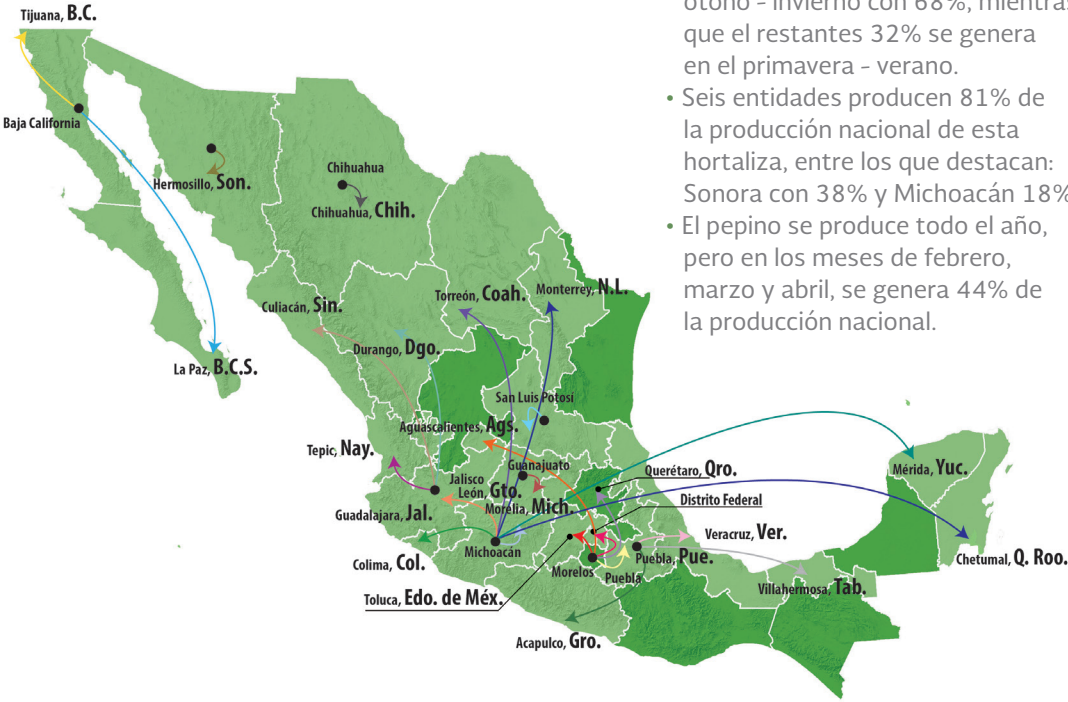 otoño - invierno con 68%, mientras
que el restantes 32% se genera
en el primavera - verano.
• Seis entidades producen 81% de
la producción nacional de esta
hortaliza, entre los que destacan:
Sonora con 38% y Michoacán 18%
• El pepino se produce todo el año,
pero en los meses de febrero,
marzo y abril, se genera 44% de
la producción nacional.
Tijuana, B.C.
Baja California
Hermosillo, Son.
Chihuahua
Chihuahua, Chih.
Culiacán, Sin.
Torreón, Coah.
Monterrey, N.L.
Durango, Dgo.
La Paz, B.C.S.
San Luis Potosí
Aguascalientes, Ags.
Tepic, Nay.
Guanajuato
Querétaro, Qro.
Mérida, Yuc.
Jalisco
León, Gto.
Distrito Federal
Morelia, Mich.
Guadalajara, Jal.
Veracruz, Ver.
Michoacán
Puebla, Pue.
Chetumal, Q. Roo.
Colima, Col.
Morelos
Puebla
Villahermosa, Tab.
Toluca, Edo. de Méx.
Acapulco, Gro.